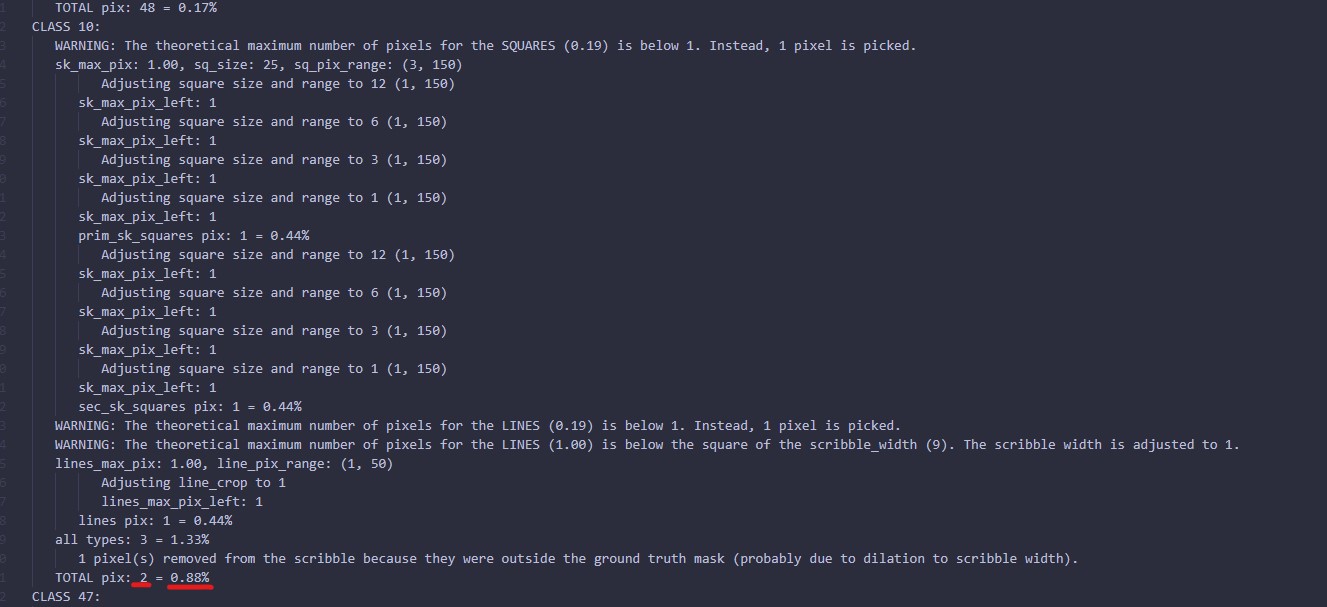 TOTAL pix: 48 = 0.17%
CLASS 10:
WARNING: The theoretical maximum number of pixels for the SQUARES (0.19) is below 1. Instead, 1 pixel is picked.
sk_max_pix: 1.00, sq_size: 25, sq_pix_range: (3, 150)
Adjusting square size and range to 12 (1, 150)
sk_max_pix_left: 1
Adjusting square size and range to 6 (1, 150)
sk_max_pix_left: 1
Adjusting square size and range to 3 (1, 150)
sk_max_pix_left: 1
Adjusting square size and range to 1 (1, 150)
sk_max_pix_left: 1
prim_sk_squares pix: 1 = 0.44%
Adjusting square size and range to 12 (1, 150)
sk_max_pix_left: 1
Adjusting square size and range to 6 (1, 150)
sk_max_pix_left: 1
Adjusting square size and range to 3 (1, 150)
sk_max_pix_left: 1
Adjusting square size and range to 1 (1, 150)
sk_max_pix_left: 1
sec_sk_squares pix: 1 = 0.44%
WARNING: The theoretical maximum number of pixels for the LINES (0.19) is below 1. Instead, 1 pixel is picked.
WARNING: The theoretical maximum number of pixels for the LINES (1.00) is below the square of the scribble_width (9). The scribble width is adjusted to 1.
lines_max_pix: 1.00, line_pix_range: (1, 50)
Adjusting line_crop to 1
lines_max_pix_left: 1
lines pix: 1 = 0.44%
all types: 3 = 1.33%
1 pixel(s) removed from the scribble because they were outside the ground truth mask (probably due to dilation to scribble width).
TOTAL pix: 2 = 0.88%
CLASS 47: